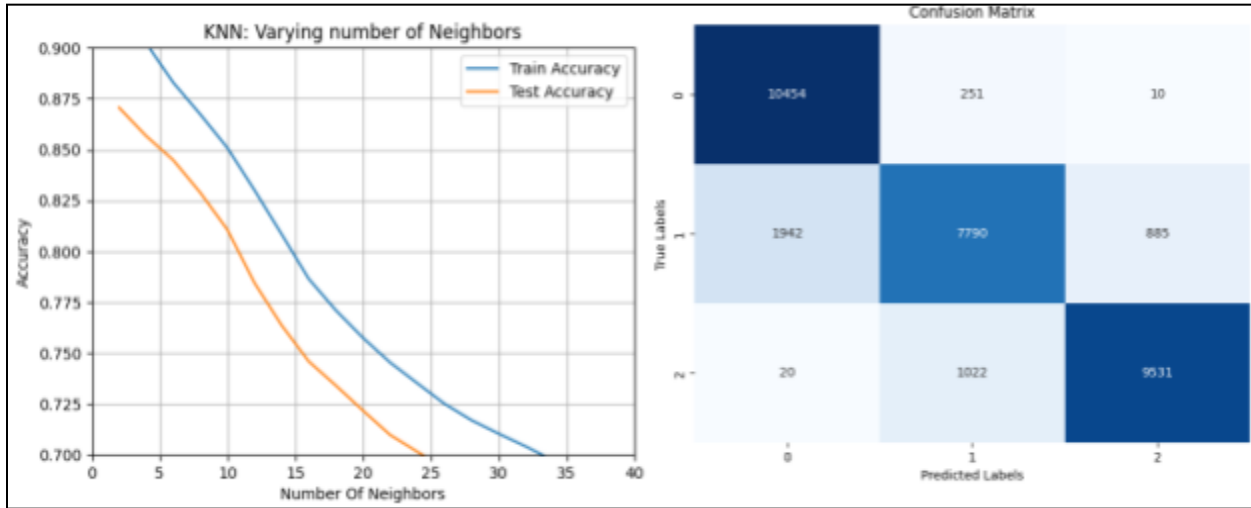 KNN: Varying number of Neighbors
Train Accuracy
Test Accuracy
0.900
0.875
0.850
0.825
0.800
0.775
0.750
0.725
0.700
Accuracy
0 5 10 15 20 25 30 35 40
Number Of Neighbors
Confusion Matrix
True Labels
0 10454 251 10
1 1942 7790 885
2 20 1022 9531
0 1 2
Predicted Labels